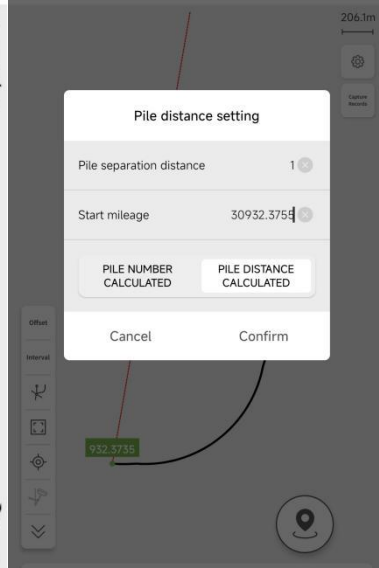 206.1m
Capture
Records
Pile distance setting
Pile separation distance 1
Start mileage 30932.3755
PILE NUMBER
CALCULATED
PILE DISTANCE
CALCULATED
Cancel Confirm
Offset
Interval
932.3735